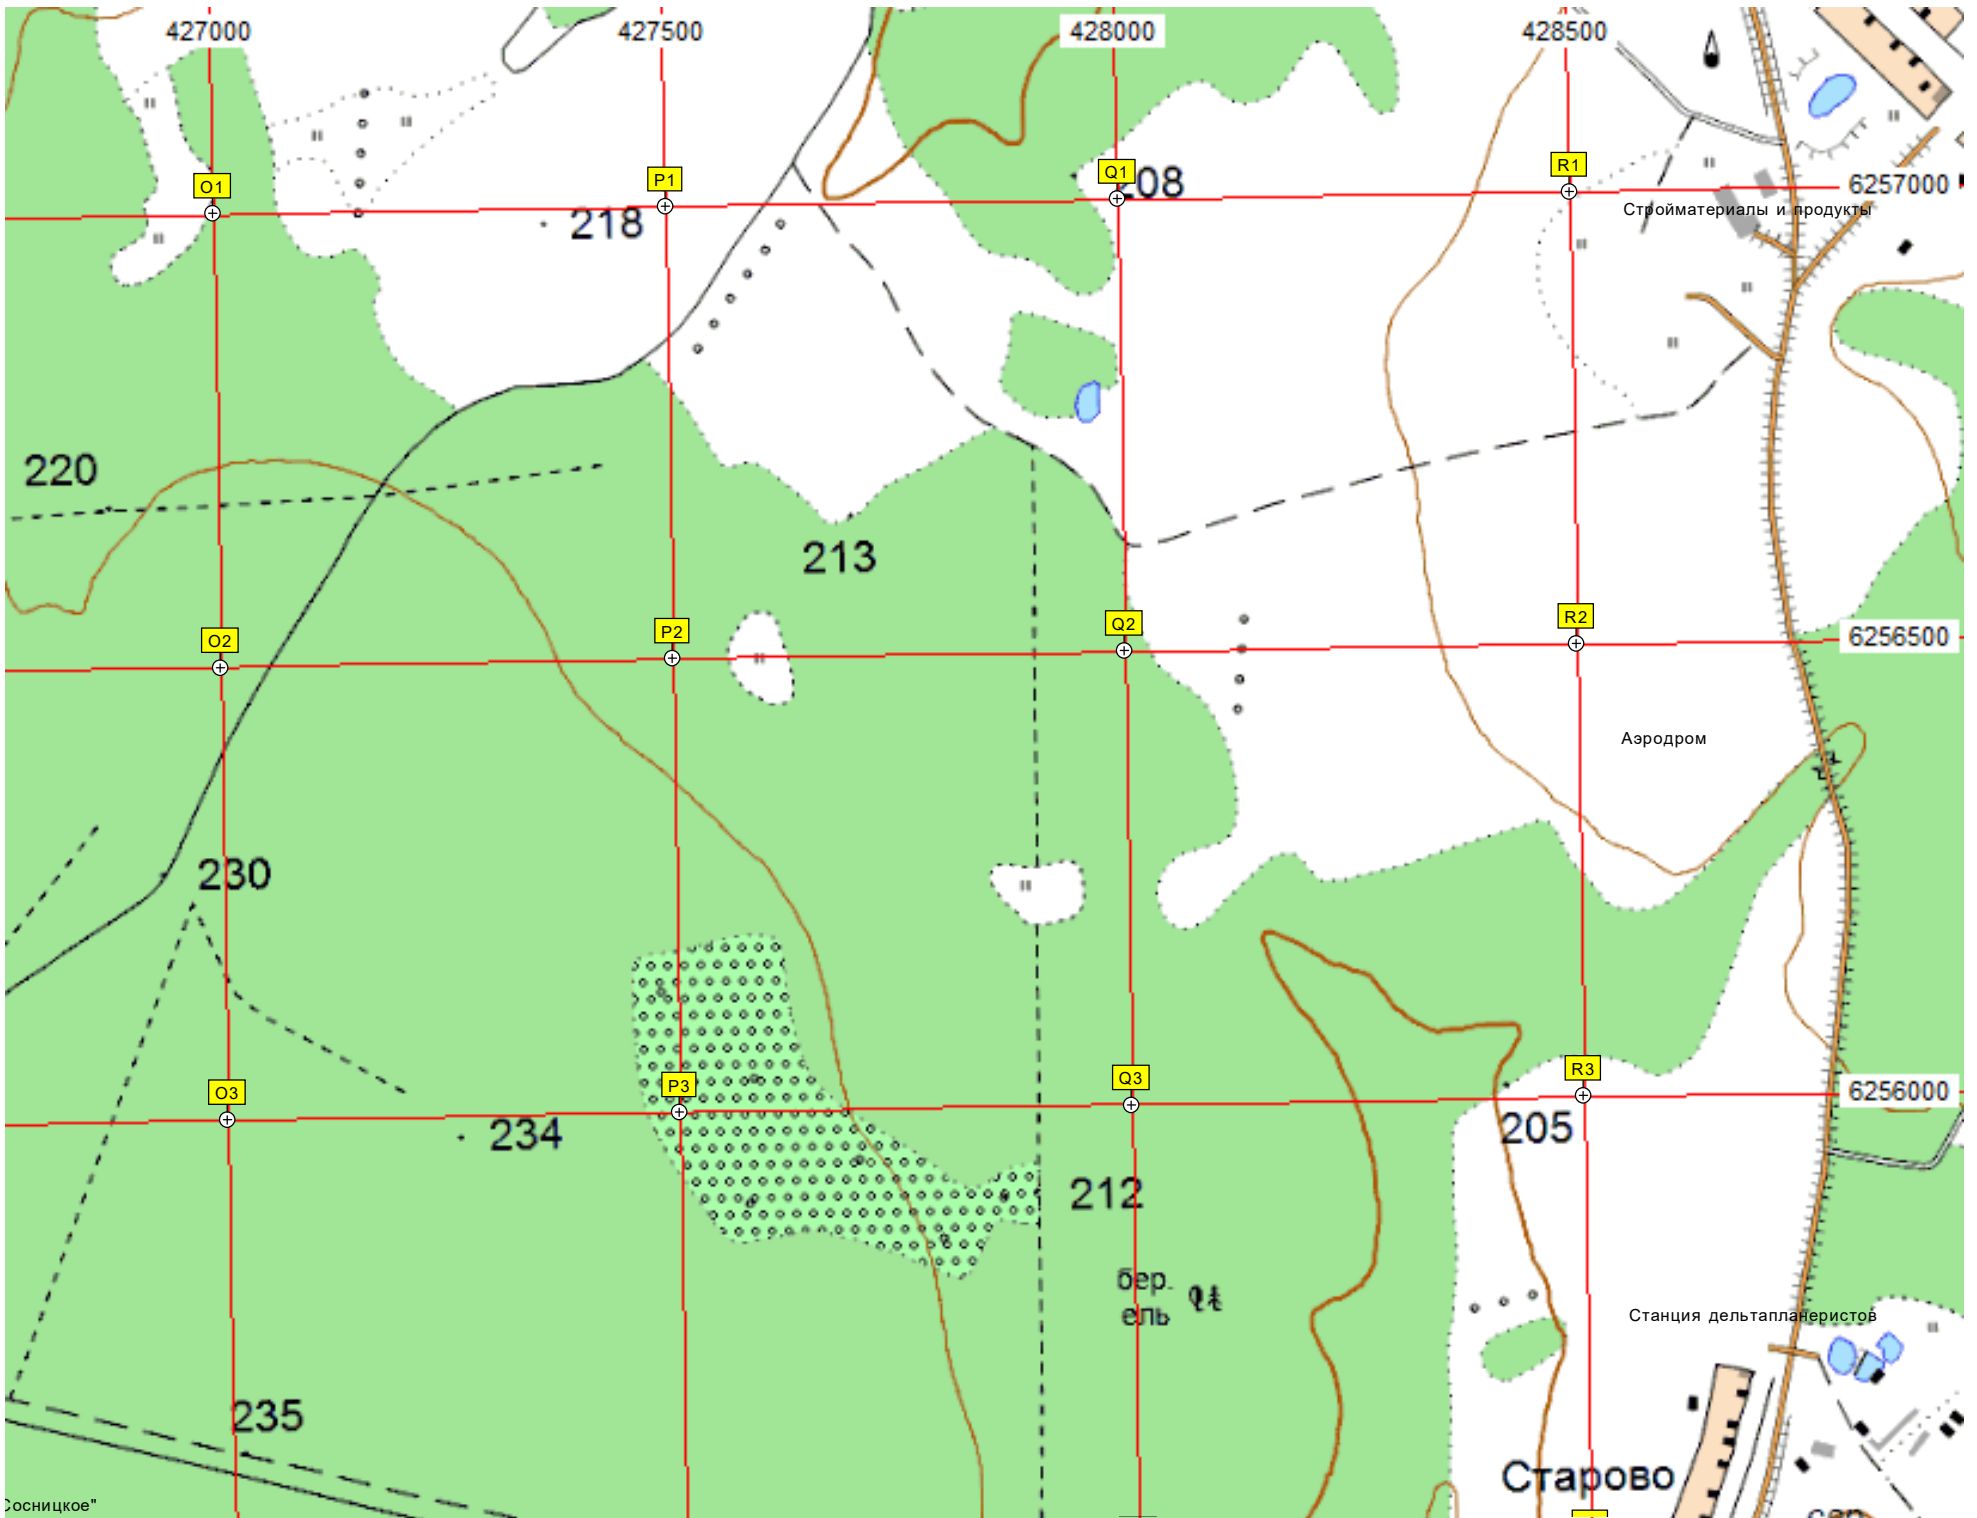 427000
427500
428000
428500
O1
P1
Q1
R1
208
6257000
218
Стройматериалы и продукты
220
213
O2
P2
Q2
R2
6256500
Аэродром
230
O3
P3
Q3
R3
6256000
234
205
212
бер.
ель
Станция дельтапланеристов
235
Старово
Сосницкое"